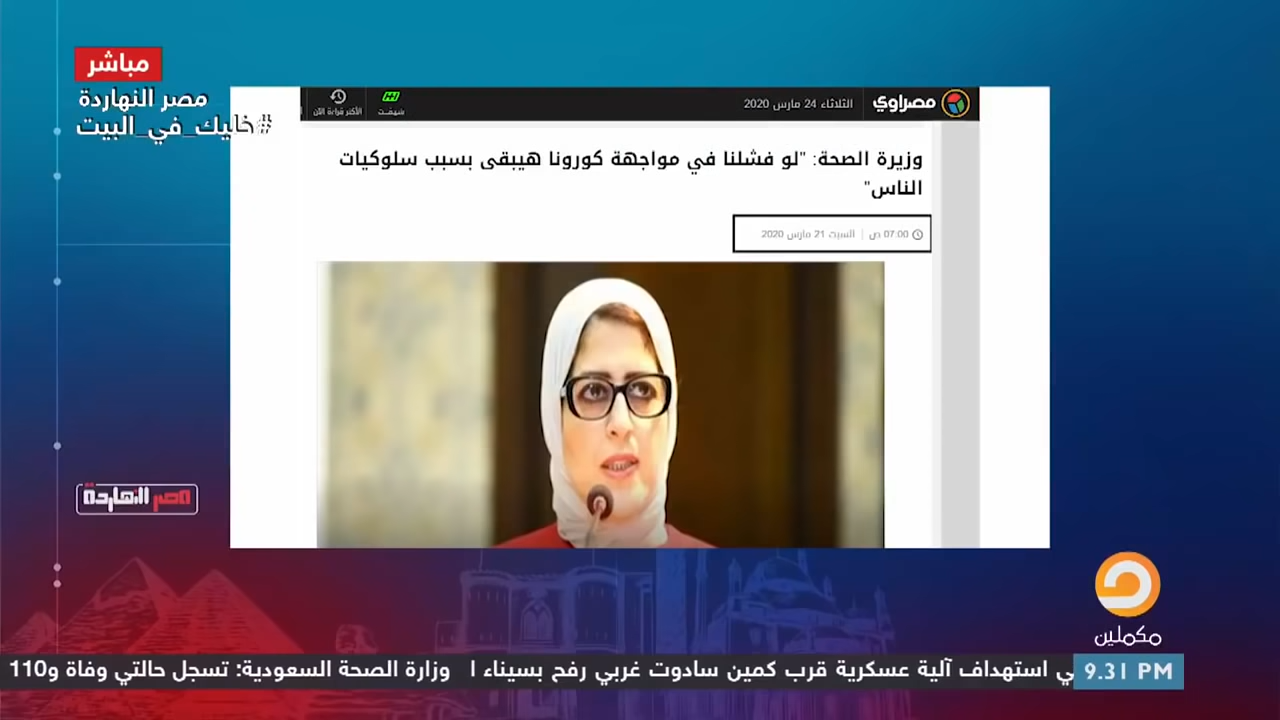 مباشر
مصر النهاردة
#خليك_في_البيت
مصراوي
الثلاثاء 24 مارس 2020
شيفت
الأكثر قراءة الآن
وزيرة الصحة: "لو فشلنا في مواجهة كورونا هيبقى بسبب سلوكيات
الناس"
07:00 ص | السبت 21 مارس 2020
مصر النهاردة
مكملين
9.31 PM
ي استهداف آلية عسكرية قرب كمين سادوت غربي رفح بسيناء ا
وزارة الصحة السعودية: تسجل حالتي وفاة و110